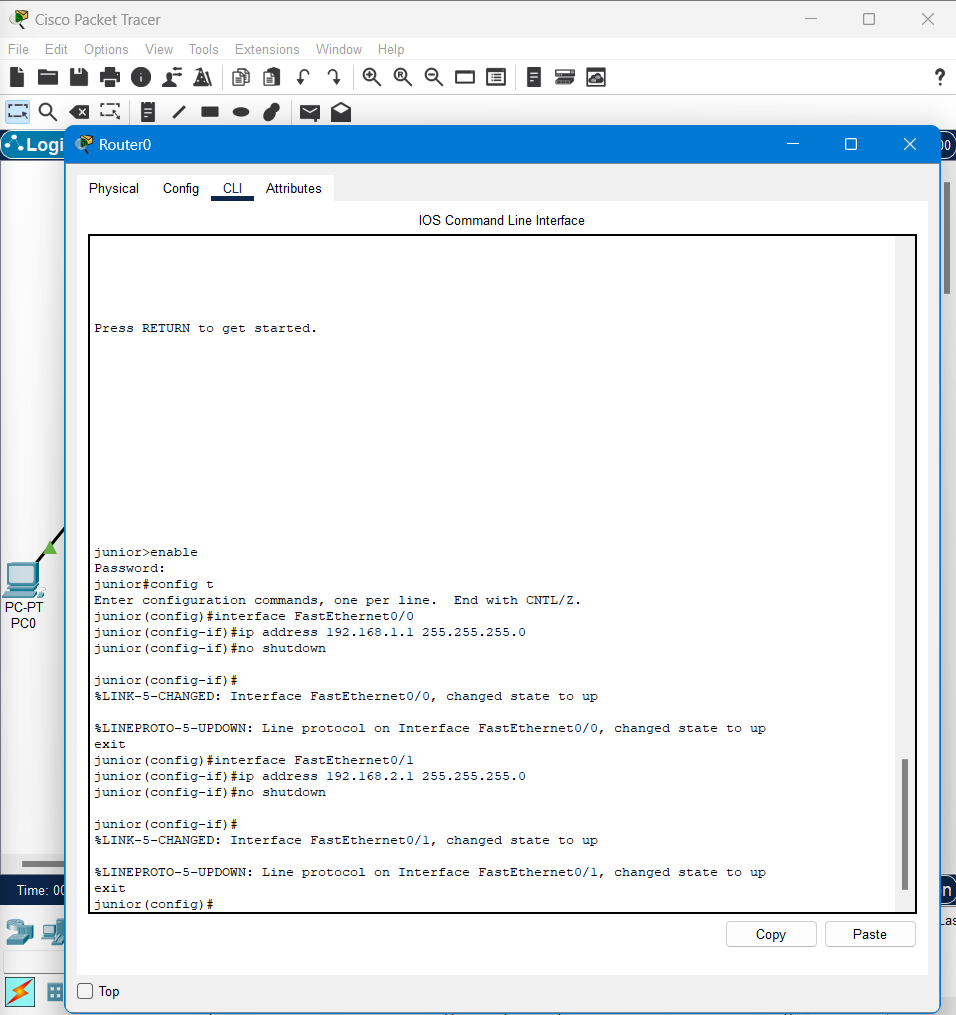 Cisco Packet Tracer
File Edit Options View Tools Extensions Window Help
?
Logi
Router0
00
Physical Config CLI Attributes
IOS Command Line Interface
Press RETURN to get started.
junior>enable
Password:
junior#config t
Enter configuration commands, one per line.  End with CNTL/Z.
junior(config)#interface FastEthernet0/0
junior(config-if)#ip address 192.168.1.1 255.255.255.0
junior(config-if)#no shutdown
junior(config-if)#
%LINK-5-CHANGED: Interface FastEthernet0/0, changed state to up
%LINEPROTO-5-UPDOWN: Line protocol on Interface FastEthernet0/0, changed state to up
exit
junior(config)#interface FastEthernet0/1
junior(config-if)#ip address 192.168.2.1 255.255.255.0
junior(config-if)#no shutdown
junior(config-if)#
%LINK-5-CHANGED: Interface FastEthernet0/1, changed state to up
%LINEPROTO-5-UPDOWN: Line protocol on Interface FastEthernet0/1, changed state to up
exit
junior(config)#
PC-PT
PC0
Time: 00
n
Las
Copy Paste
Top